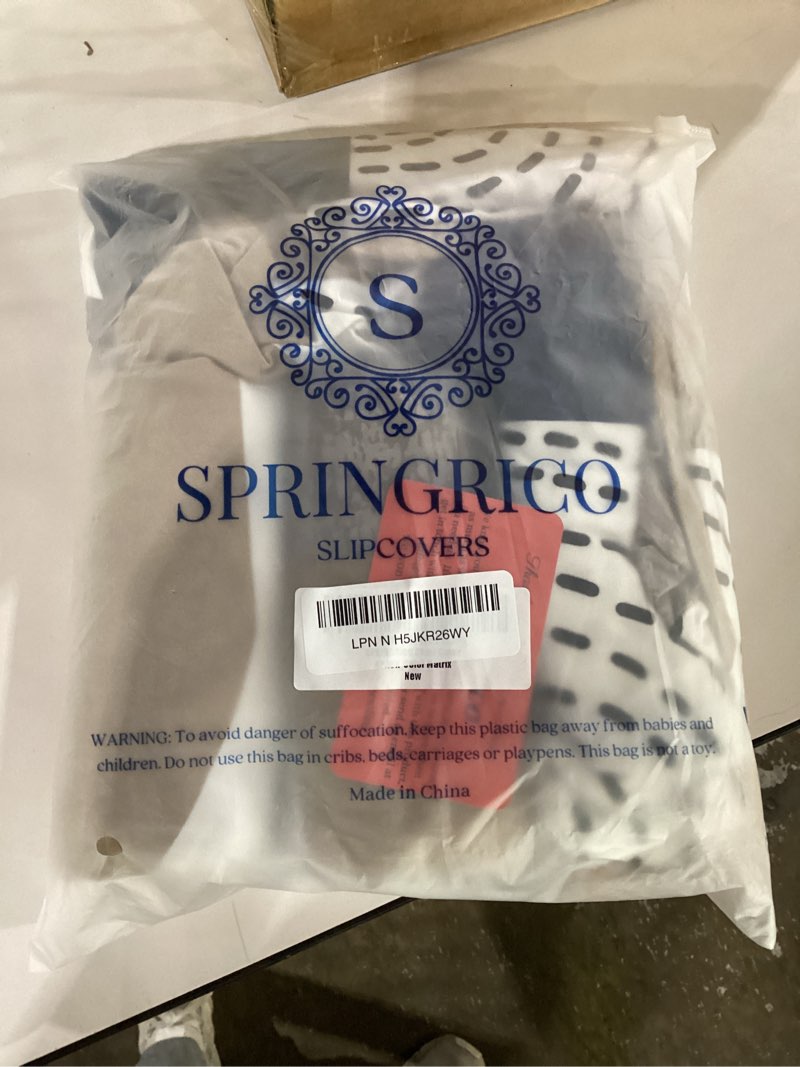 S
SPRINGRICO
SLIPCOVERS
LPN N H5JKR26WY
Color Matrix
New
WARNING: To avoid danger of suffocation, keep this plastic bag away from babies and
children. Do not use this bag in cribs, beds, carriages or playpens. This bag is not a toy.
Made in China